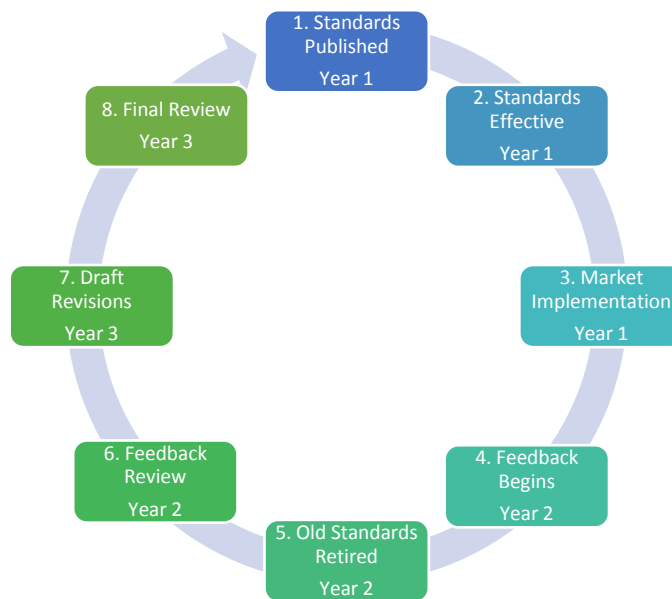 1. Standards
Published
Year 1
2. Standards
Effective
Year 1
3. Market
Implementation
Year 1
4. Feedback
Begins
Year 2
5. Old Standards
Retired
Year 2
6. Feedback
Review
Year 2
7. Draft
Revisions
Year 3
8. Final Review
Year 3